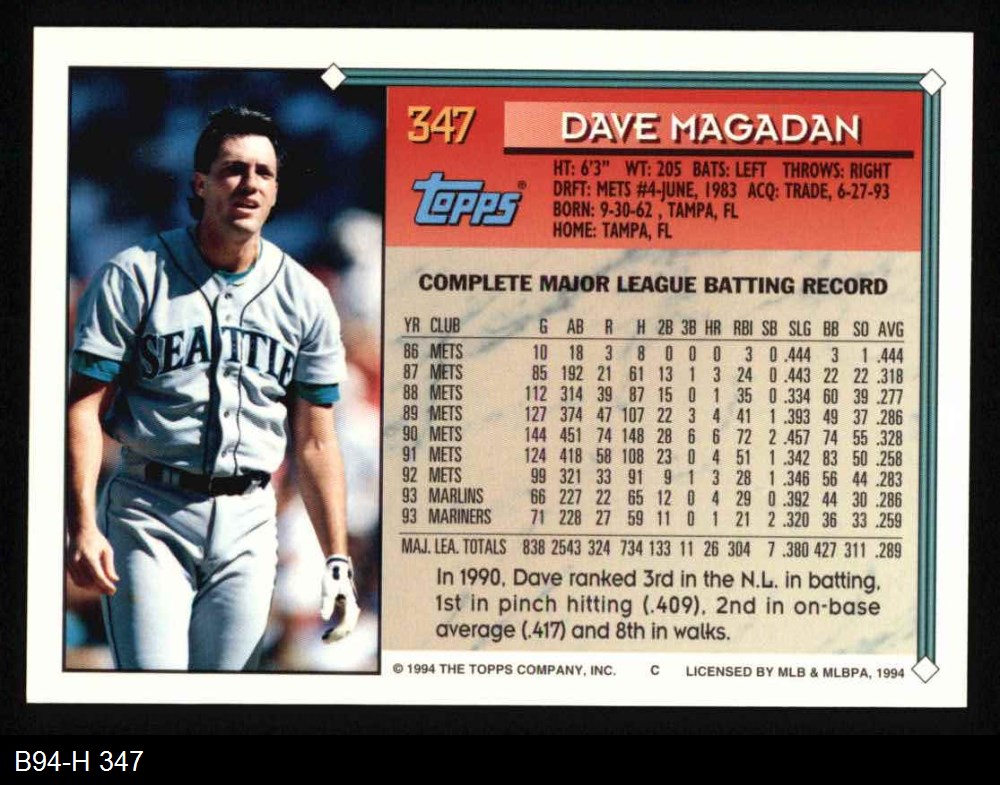 347 DAVE MAGADAN
HT: 6'3" WT: 205 BATS: LEFT THROWS: RIGHT
DRFT: METS #4-JUNE, 1983 ACQ: TRADE, 6-27-93
BORN: 9-30-62 , TAMPA, FL
HOME: TAMPA, FL
TOPPS®
SEATTLE
COMPLETE MAJOR LEAGUE BATTING RECORD
YR CLUB G AB R H 2B 3B HR RBI SB SLG BB SO AVG
86 METS 10 18 3 8 0 0 0 3 0 .444 3 1 .444
87 METS 85 192 21 61 13 1 3 24 0 .443 22 22 .318
88 METS 112 314 39 87 15 0 1 35 0 .334 60 39 .277
89 METS 127 374 47 107 22 3 4 41 1 .393 49 37 .286
90 METS 144 451 74 148 28 6 6 72 2 .457 74 55 .328
91 METS 124 418 58 108 23 0 4 51 1 .342 83 50 .258
92 METS 99 321 33 91 9 1 3 28 1 .346 56 44 .283
93 MARLINS 66 227 22 65 12 0 4 29 0 .392 44 30 .286
93 MARINERS 71 228 27 59 11 0 1 21 2 .320 36 33 .259
MAJ. LEA. TOTALS 838 2543 324 734 133 11 26 304 7 .380 427 311 .289
In 1990, Dave ranked 3rd in the N.L. in batting,
1st in pinch hitting (.409), 2nd in on-base
average (.417) and 8th in walks.
© 1994 THE TOPPS COMPANY, INC. C LICENSED BY MLB & MLBPA, 1994
B94-H 347